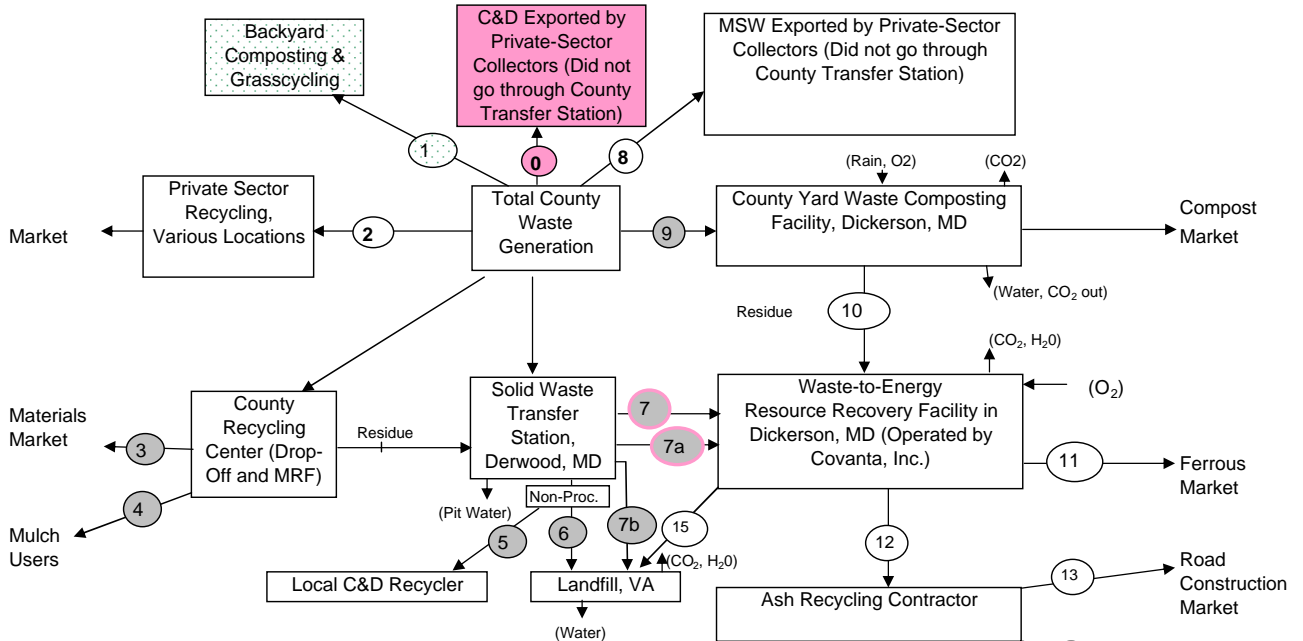 Backyard
Composting &
Grasscycling
C&D Exported by
Private-Sector
Collectors (Did not
go through County
Transfer Station)
MSW Exported by Private-Sector
Collectors (Did not go through
County Transfer Station)
1
0
8
(Rain, O2)
(CO2)
Market
Private Sector
Recycling,
Various Locations
2
Total County
Waste
Generation
9
County Yard Waste Composting
Facility, Dickerson, MD
Compost
Market
(Water, CO2 out)
Residue
10
(CO2, H20)
Materials
Market
3
County
Recycling
Center (Drop-
Off and MRF)
Residue
Solid Waste
Transfer
Station,
Derwood, MD
7
7a
Waste-to-Energy
Resource Recovery Facility in
Dickerson, MD (Operated by
Covanta, Inc.)
(O2)
11
Ferrous
Market
4
Mulch
Users
(Pit Water)
Non-Proc.
5
6
7b
15
(CO2, H20)
12
Local C&D Recycler
Landfill, VA
(Water)
Ash Recycling Contractor
13
Road
Construction
Market